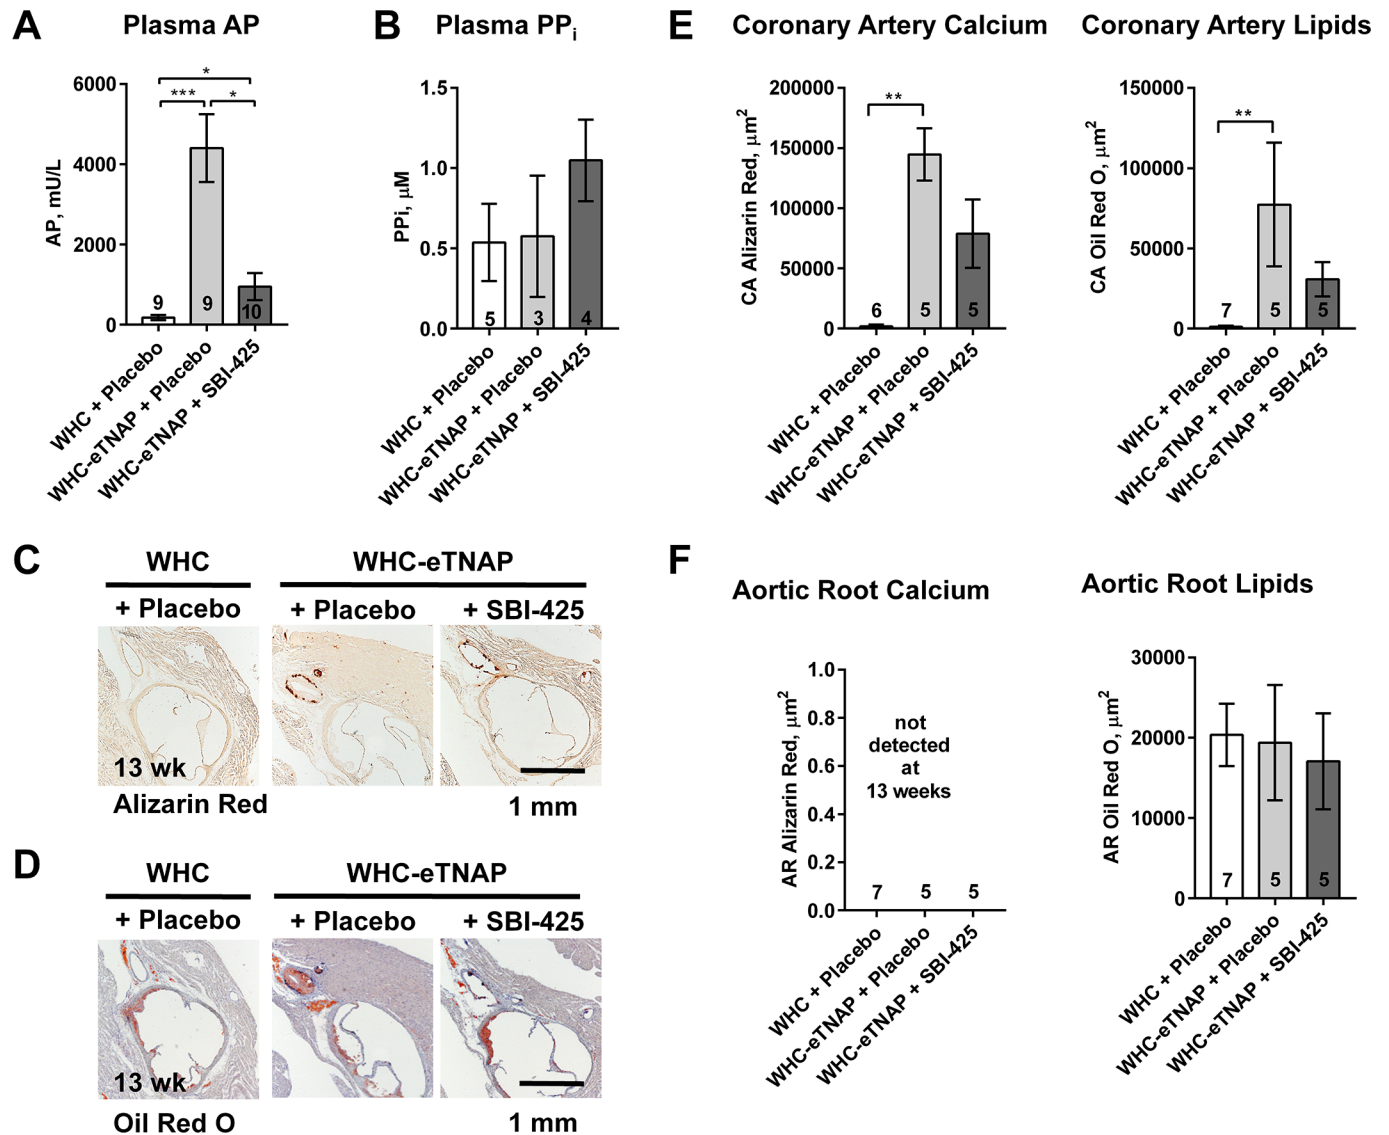 A
Plasma AP
6000
4000
2000
0
AP, mU/L
*
***
*
9
9
10
WHC + Placebo
WHC-eTNAP + Placebo
WHC-eTNAP + SBI-425
B
Plasma PPi
1.5
1.0
0.5
0.0
PPi, μM
5
3
4
WHC + Placebo
WHC-eTNAP + Placebo
WHC-eTNAP + SBI-425
E
Coronary Artery Calcium
200000
150000
100000
50000
0
CA Alizarin Red, μm2
**
6
5
5
WHC + Placebo
WHC-eTNAP + Placebo
WHC-eTNAP + SBI-425
Coronary Artery Lipids
150000
100000
50000
0
CA Oil Red O, μm2
**
7
5
5
WHC + Placebo
WHC-eTNAP + Placebo
WHC-eTNAP + SBI-425
C
WHC
WHC-eTNAP
+ Placebo
+ Placebo
+ SBI-425
13 wk
Alizarin Red
1 mm
D
WHC
WHC-eTNAP
+ Placebo
+ Placebo
+ SBI-425
13 wk
Oil Red O
1 mm
F
Aortic Root Calcium
1.0
0.8
0.6
0.4
0.2
0.0
AR Alizarin Red, μm2
not
detected
at
13 weeks
7
5
5
WHC + Placebo
WHC-eTNAP + Placebo
WHC-eTNAP + SBI-425
Aortic Root Lipids
30000
20000
10000
0
AR Oil Red O, μm2
7
5
5
WHC + Placebo
WHC-eTNAP + Placebo
WHC-eTNAP + SBI-425